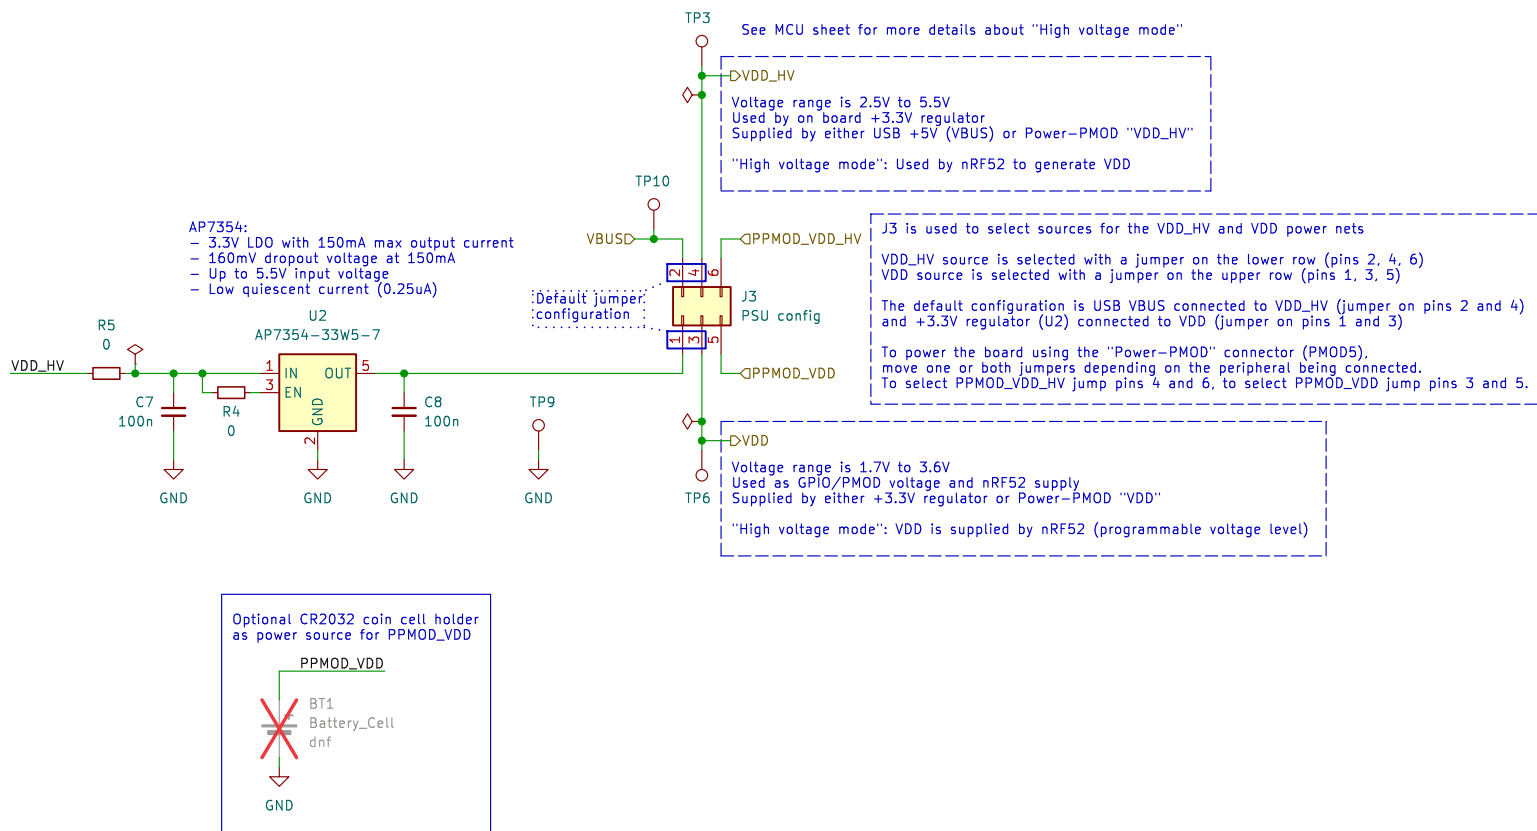 TP3
See MCU sheet for more details about "High voltage mode"
VDD_HV
Voltage range is 2.5V to 5.5V
Used by on board +3.3V regulator
Supplied by either USB +5V (VBUS) or Power-PMOD "VDD_HV"
"High voltage mode": Used by nRF52 to generate VDD
TP10
VBUS
PPMOD_VDD_HV
2 4 6
J3
PSU config
1 3 5
Default jumper
configuration
PPMOD_VDD
J3 is used to select sources for the VDD_HV and VDD power nets
VDD_HV source is selected with a jumper on the lower row (pins 2, 4, 6)
VDD source is selected with a jumper on the upper row (pins 1, 3, 5)
The default configuration is USB VBUS connected to VDD_HV (jumper on pins 2 and 4)
and +3.3V regulator (U2) connected to VDD (jumper on pins 1 and 3)
To power the board using the "Power-PMOD" connector (PMOD5),
move one or both jumpers depending on the peripheral being connected.
To select PPMOD_VDD_HV jump pins 4 and 6, to select PPMOD_VDD jump pins 3 and 5.
AP7354:
- 3.3V LDO with 150mA max output current
- 160mV dropout voltage at 150mA
- Up to 5.5V input voltage
- Low quiescent current (0.25uA)
U2
AP7354-33W5-7
R5
0
VDD_HV
1 IN OUT 5
3 EN
GND
2
R4
0
C7
100n
C8
100n
GND
GND
GND
TP9
GND
VDD
TP6
Voltage range is 1.7V to 3.6V
Used as GPIO/PMOD voltage and nRF52 supply
Supplied by either +3.3V regulator or Power-PMOD "VDD"
"High voltage mode": VDD is supplied by nRF52 (programmable voltage level)
Optional CR2032 coin cell holder
as power source for PPMOD_VDD
PPMOD_VDD
BT1
Battery_Cell
dnf
+
GND